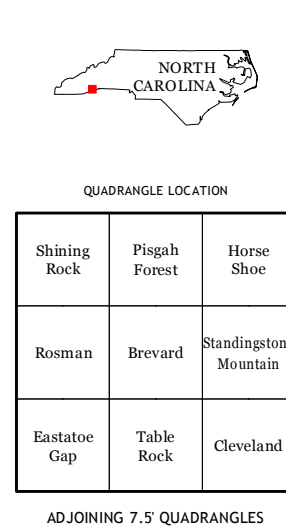 NORTH
CAROLINA
QUADRANGLE LOCATION
Shining
Rock
Pisgah
Forest
Horse
Shoe
Rosman
Brevard
Standingston
Mountain
Eastatoe
Gap
Table
Rock
Cleveland
ADJOINING 7.5' QUADRANGLES